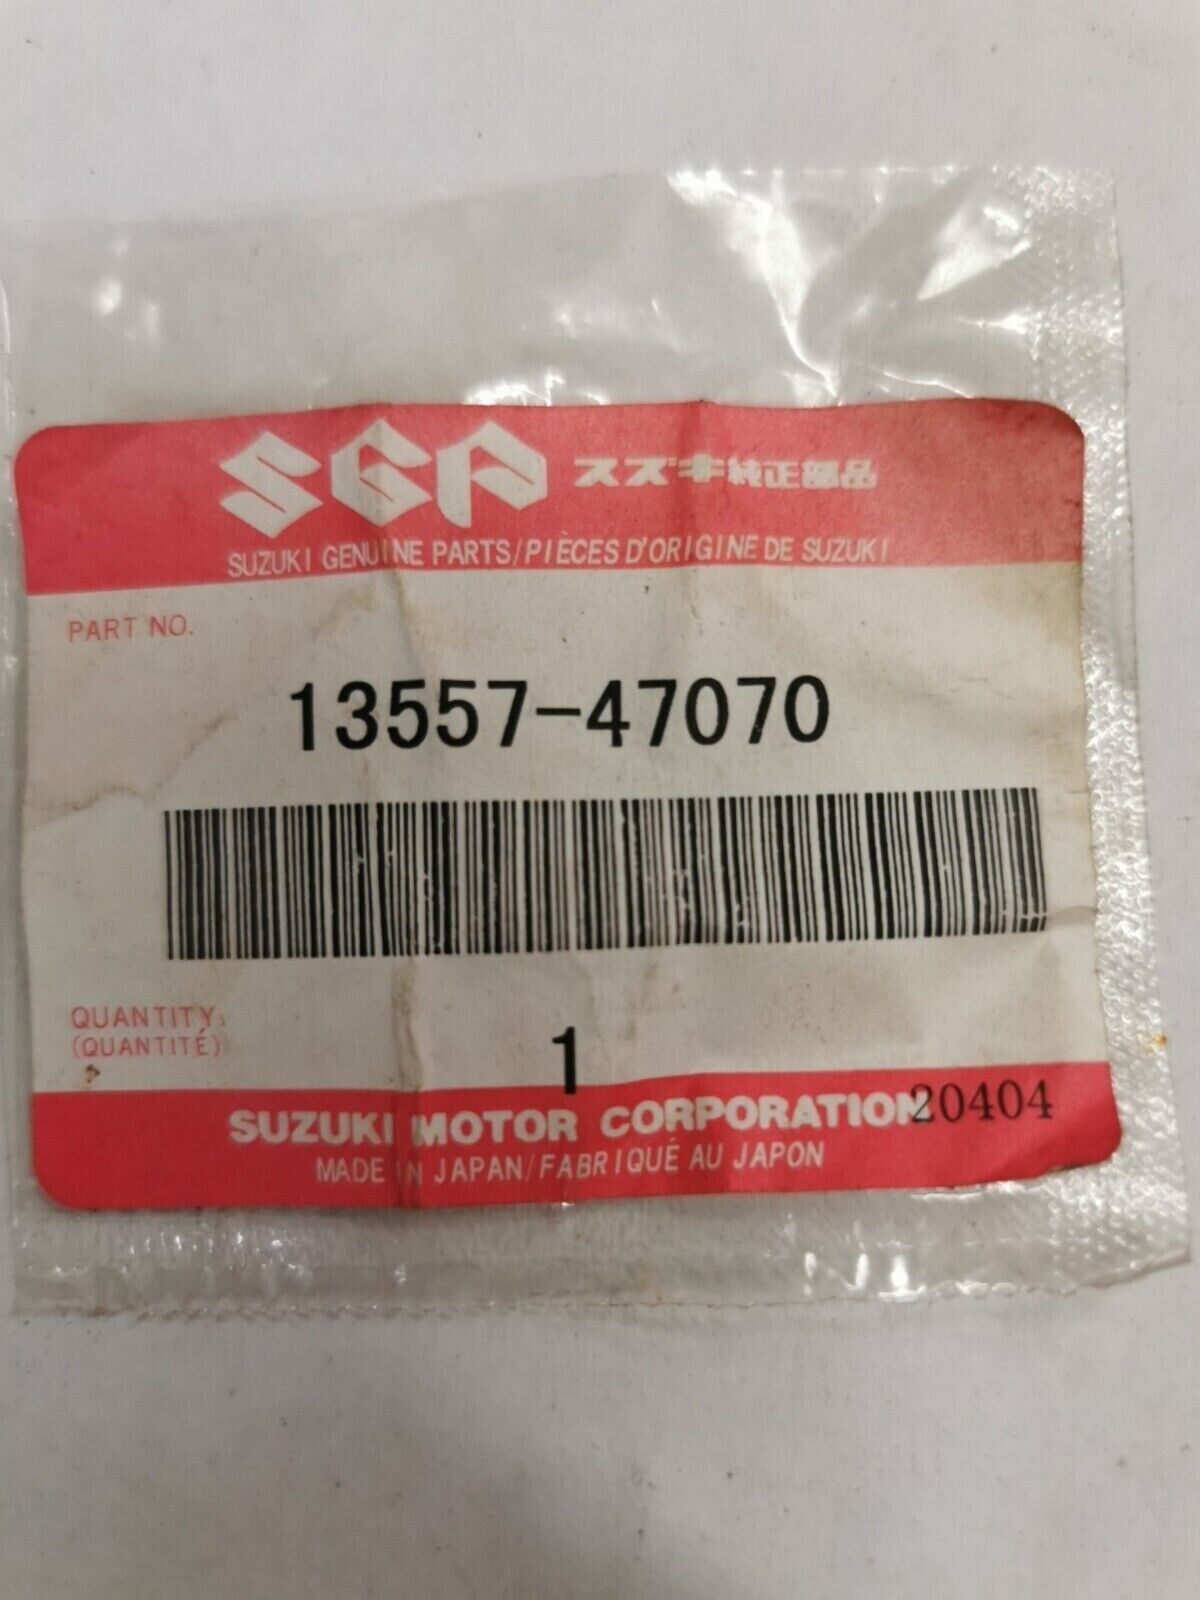 SGP スズキ純正部品
SUZUKI GENUINE PARTS/PIÈCES D'ORIGINE DE SUZUKI
PART NO.
13557-47070
QUANTITY
(QUANTITÉ)
1
SUZUKI MOTOR CORPORATION 20404
MADE IN JAPAN/FABRIQUÉ AU JAPON